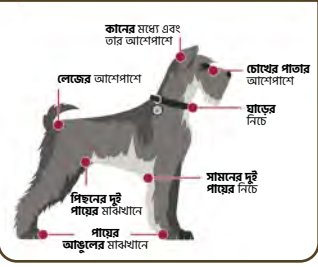 কানের মধ্যে এবং
তার আশেপাশে
চোখের পাতার
আশেপাশে
লেজের আশেপাশে
ঘাড়ের
নিচে
সামনের দুই
পায়ের নিচে
পিছনের দুই
পায়ের মাঝখানে
পায়ের
আঙুলের মাঝখানে